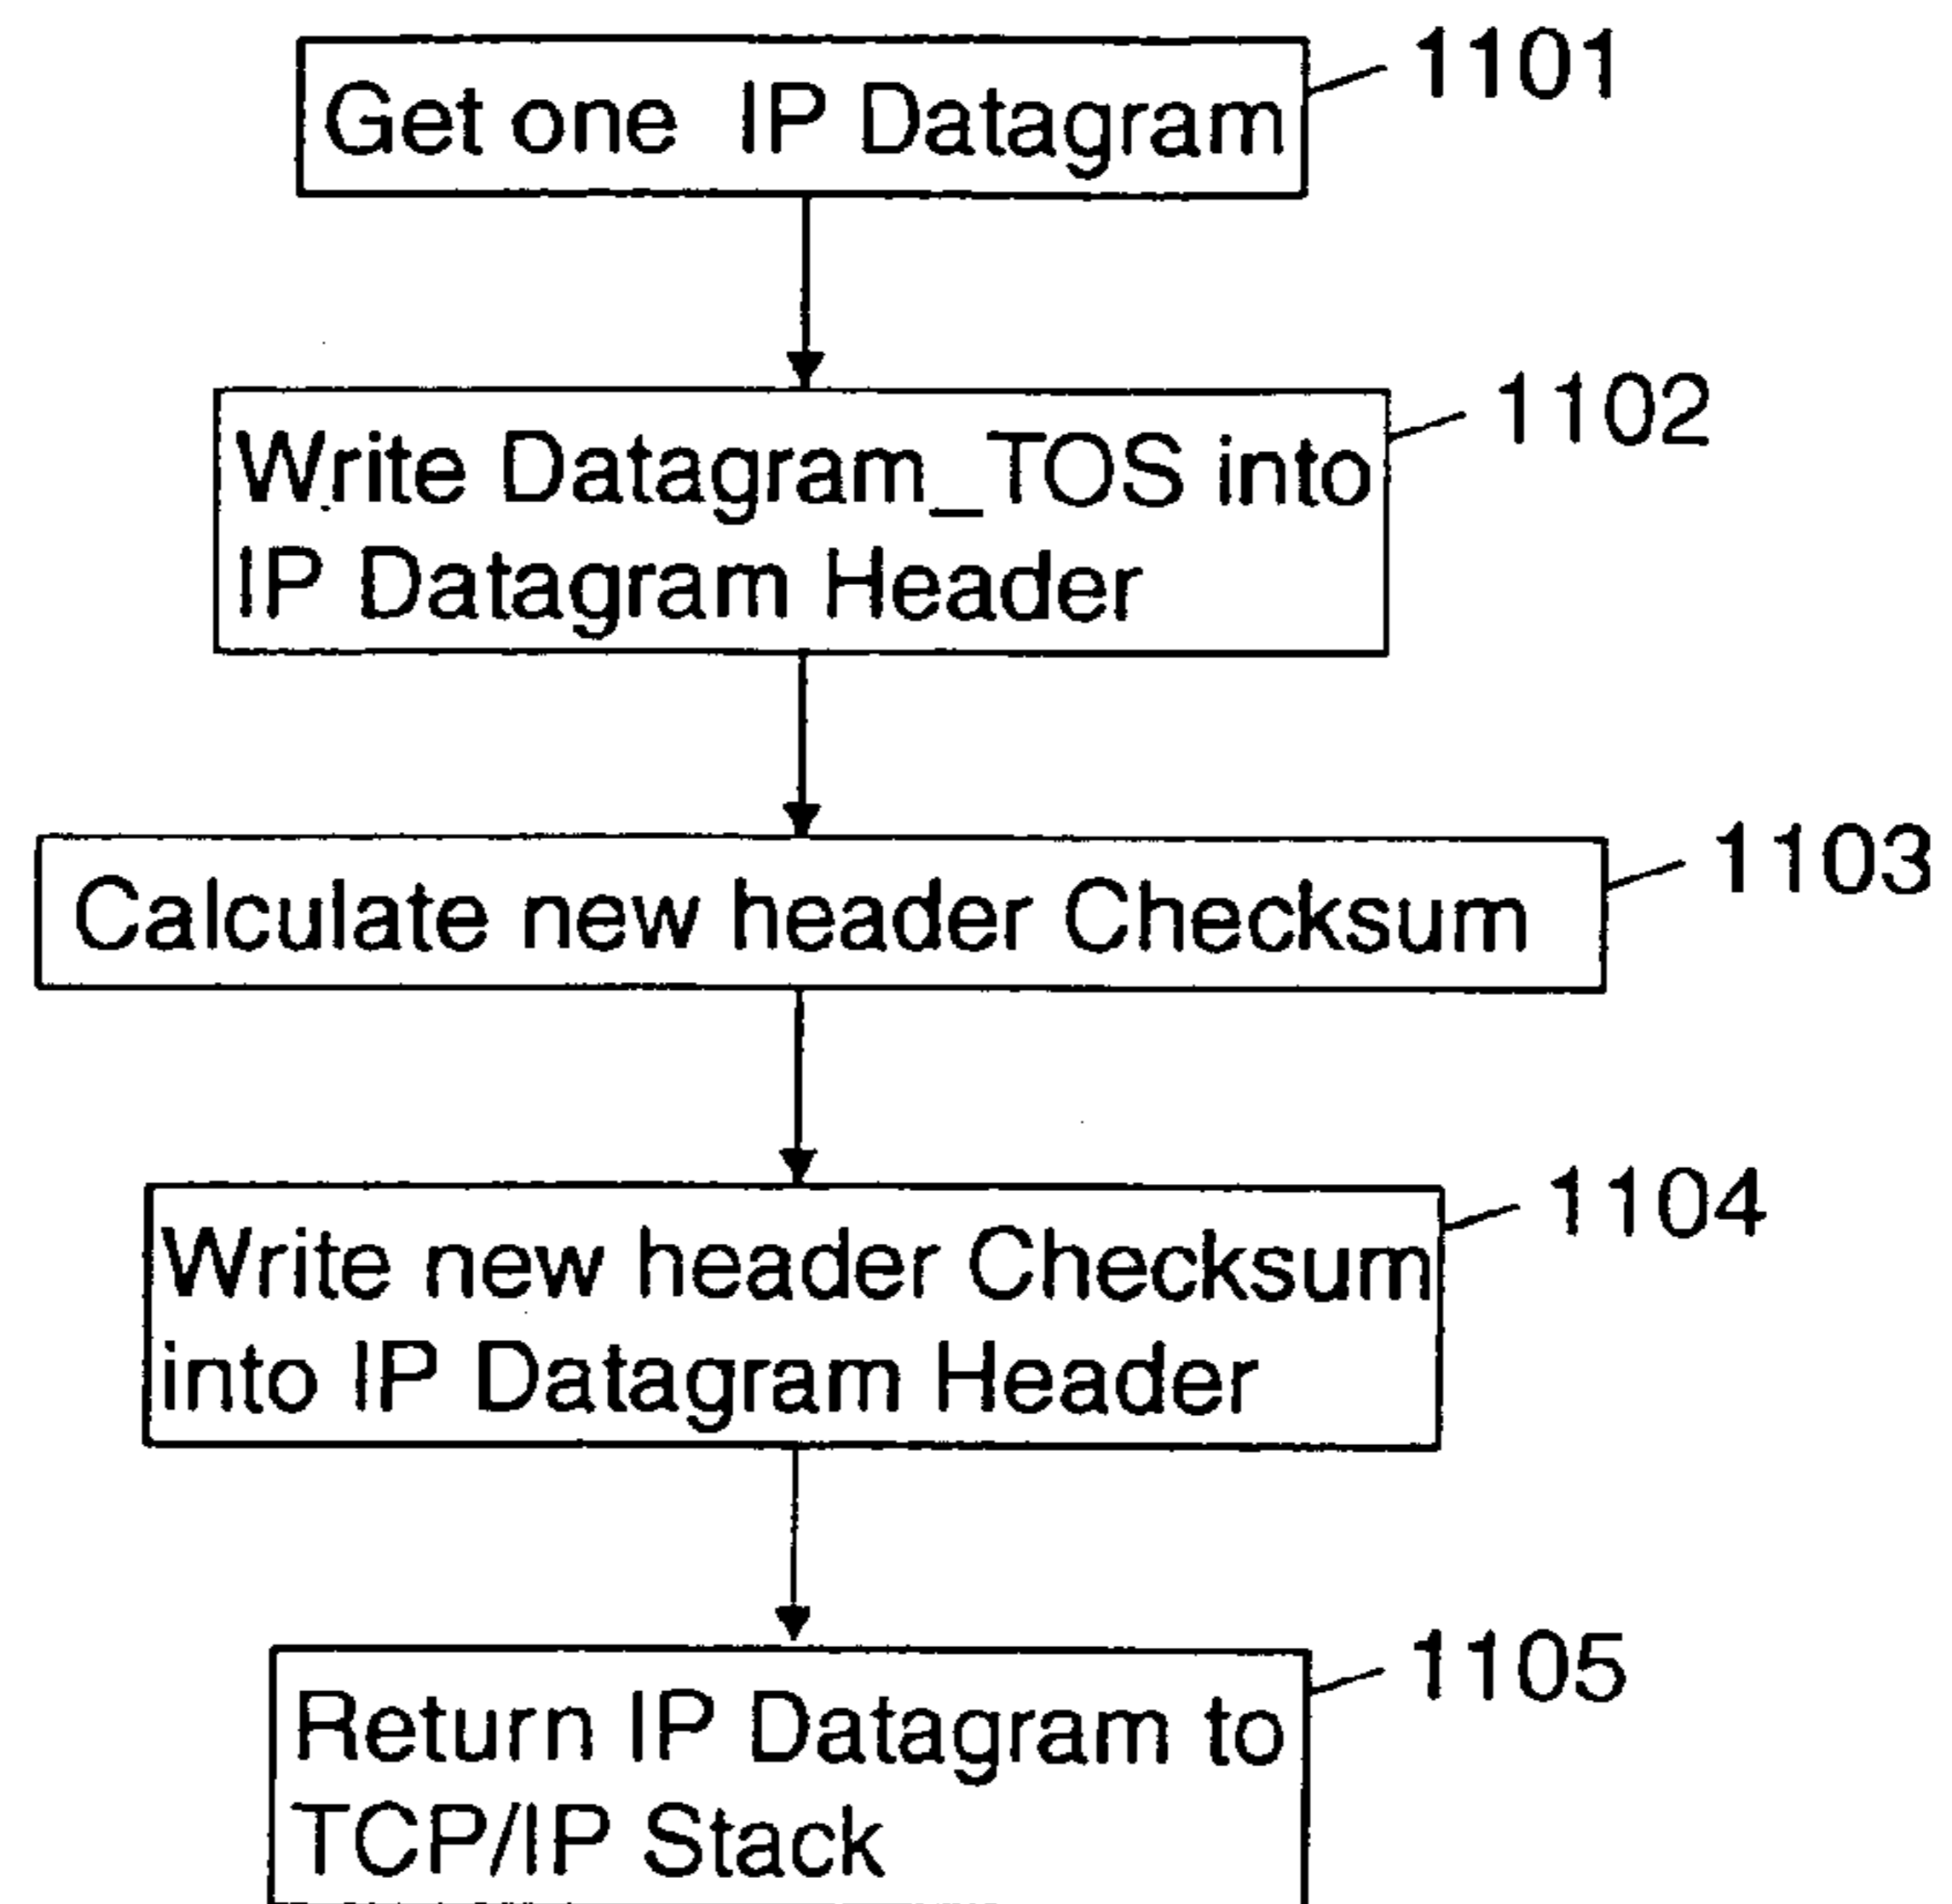 Get one IP Datagram
1101
Write Datagram_TOS into
IP Datagram Header
1102
Calculate new header Checksum
1103
Write new header Checksum
into IP Datagram Header
1104
Return IP Datagram to
TCP/IP Stack
1105